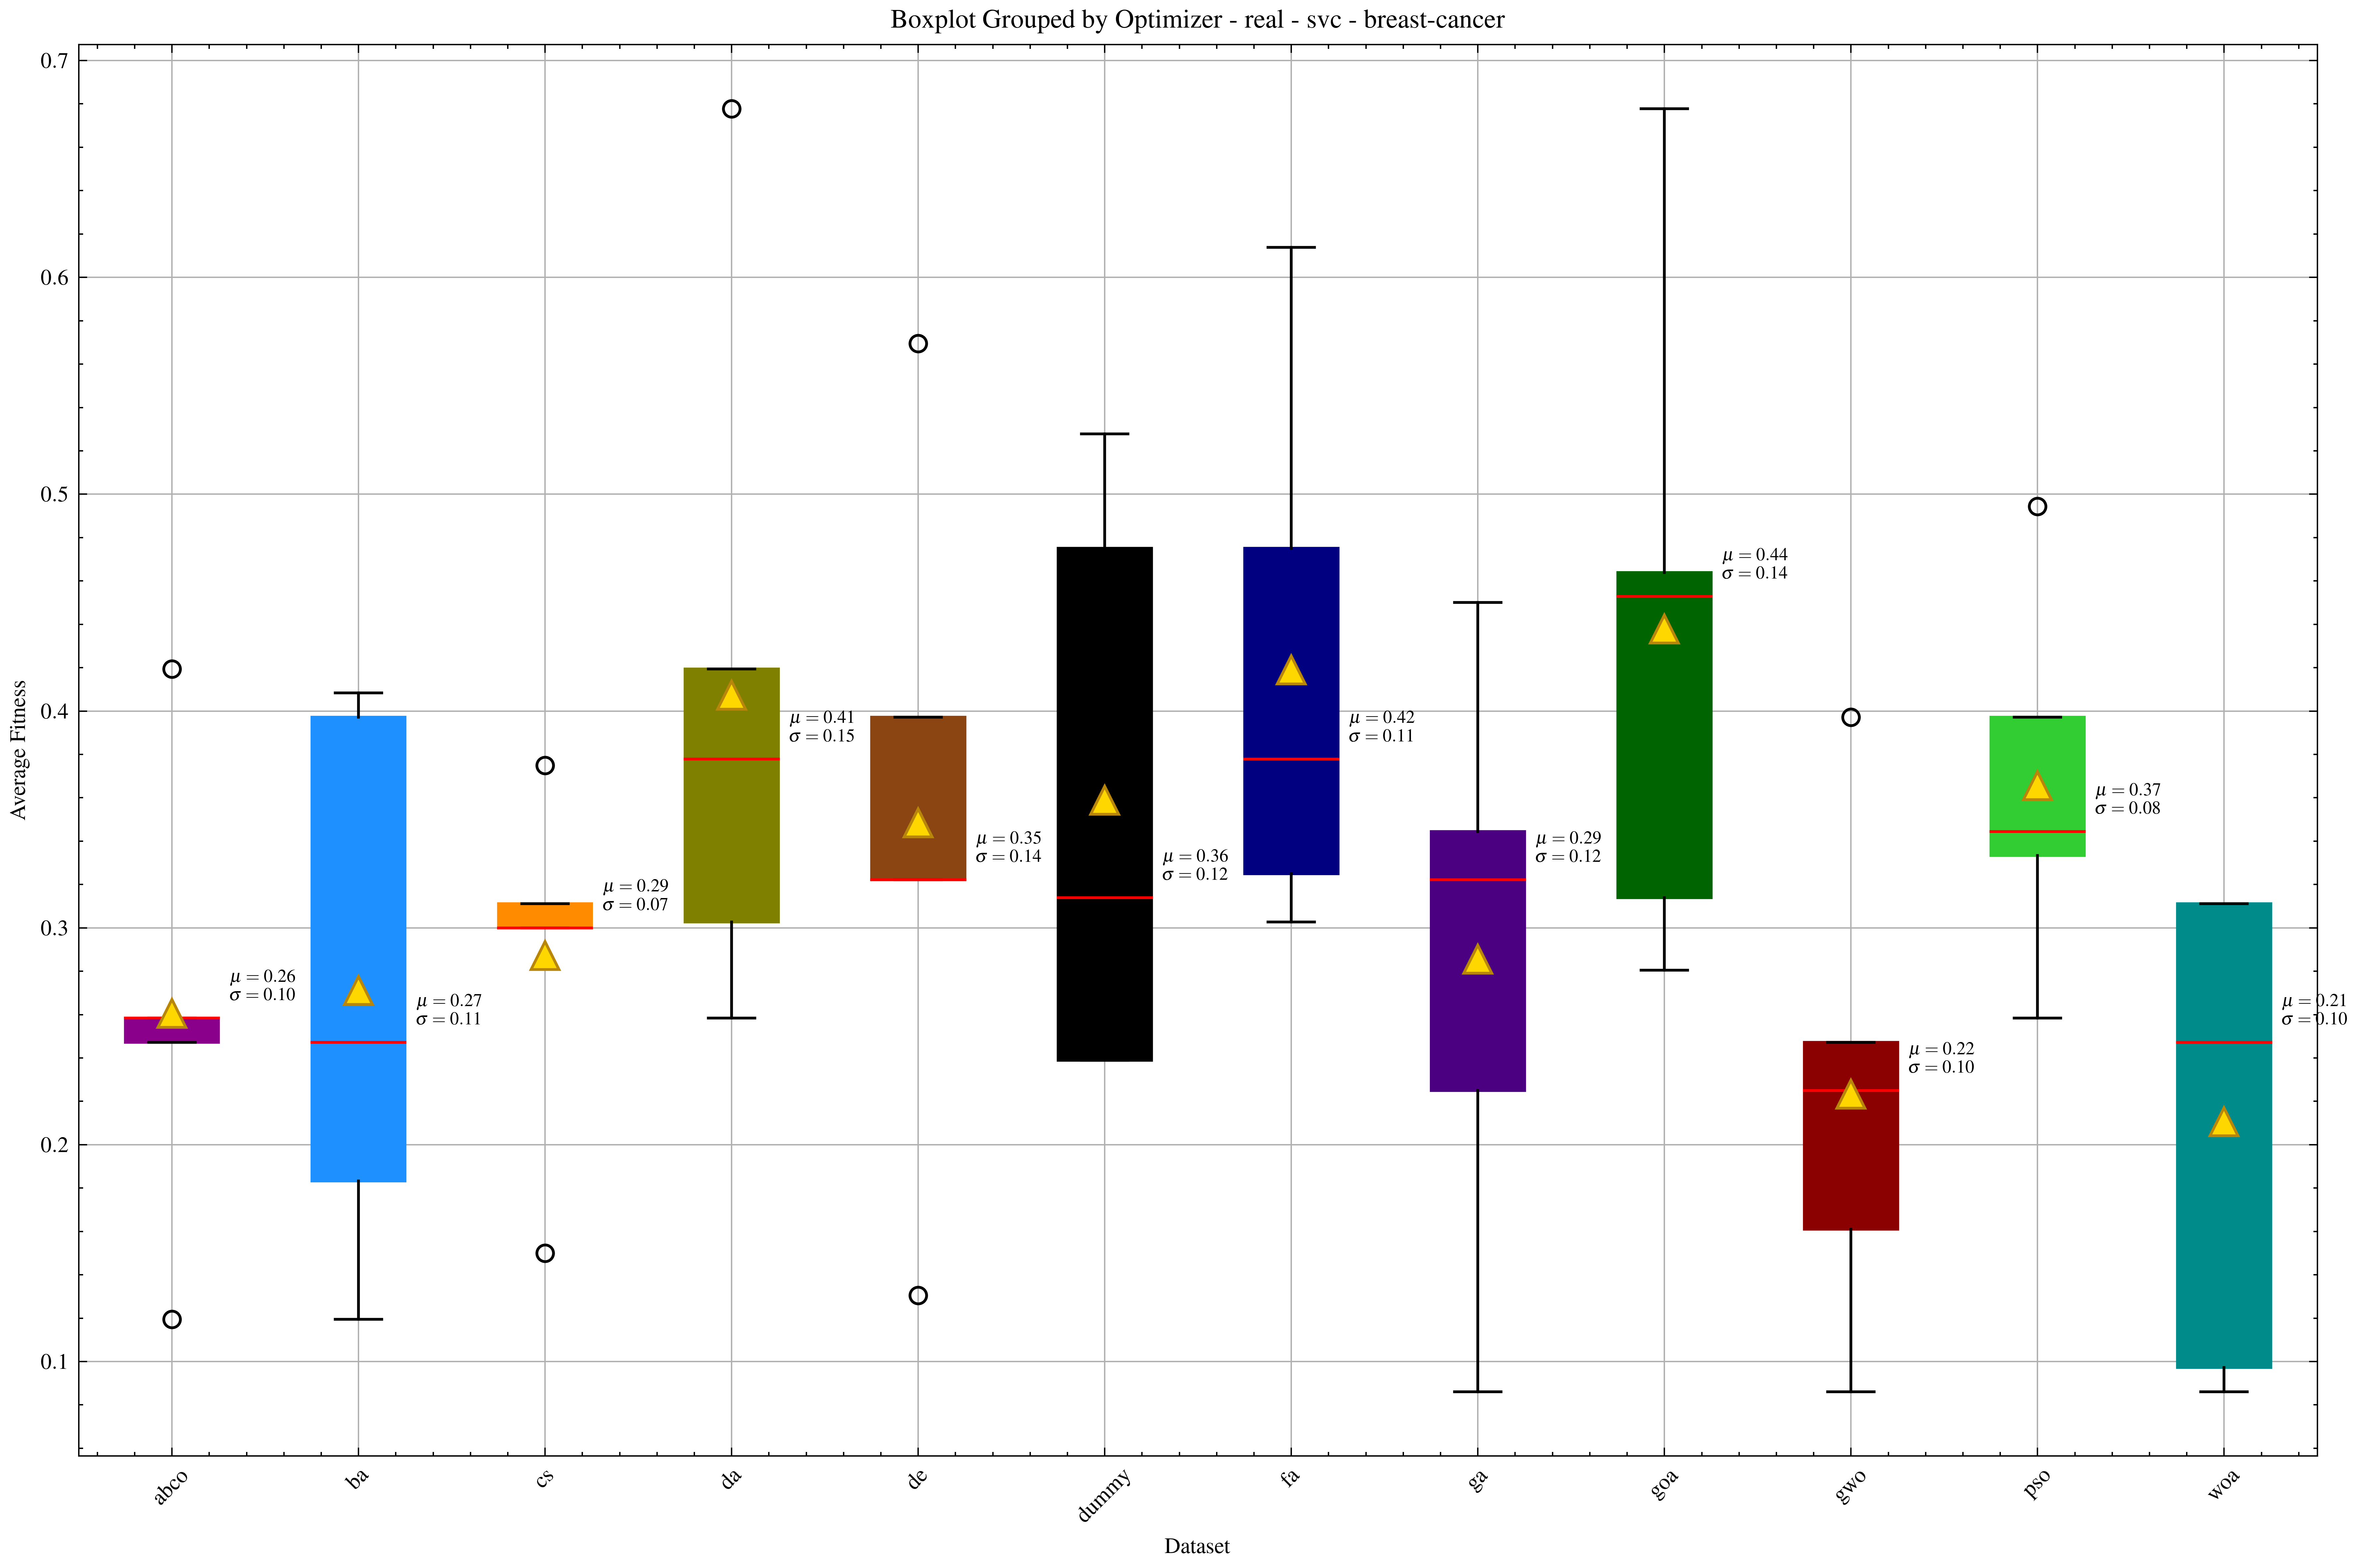 Boxplot Grouped by Optimizer - real - svc - breast-cancer
Average Fitness
0.7
0.6
0.5
0.4
0.3
0.2
0.1
μ = 0.26
σ = 0.10
μ = 0.27
σ = 0.11
μ = 0.29
σ = 0.07
μ = 0.41
σ = 0.15
μ = 0.35
σ = 0.14
μ = 0.36
σ = 0.12
μ = 0.42
σ = 0.11
μ = 0.29
σ = 0.12
μ = 0.44
σ = 0.14
μ = 0.22
σ = 0.10
μ = 0.37
σ = 0.08
μ = 0.21
σ = 0.10
abco
ba
cs
da
de
dummy
fa
ga
goa
gwo
pso
woa
Dataset